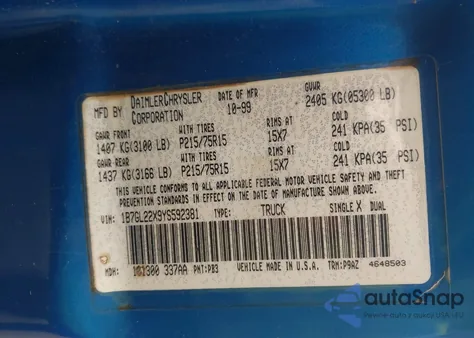 MFD BY DAIMLERCHRYSLER CORPORATION DATE OF MFR 10-99 GVWR 2405 KG(05300 LB)
GAWR FRONT WITH TIRES RIMS AT COLD
1407 KG(3100 LB) P215/75R15 15X7 241 KPA(35 PSI)
GAWR REAR WITH TIRES RIMS AT COLD
1437 KG(3166 LB) P215/75R15 15X7 241 KPA(35 PSI)
THIS VEHICLE CONFORMS TO ALL APPLICABLE FEDERAL MOTOR VEHICLE SAFETY AND
THEFT PREVENTION STANDARDS IN EFFECT ON THE DATE OF MANUFACTURE SHOWN ABOVE.
VIN: 1B7GL22X9YS592381 TYPE: TRUCK SINGLE X DUAL
MDH: 300 337AA PNT:PB3 VEHICLE MADE IN U.S.A. TRM:P9AZ 4648503
autoSnap